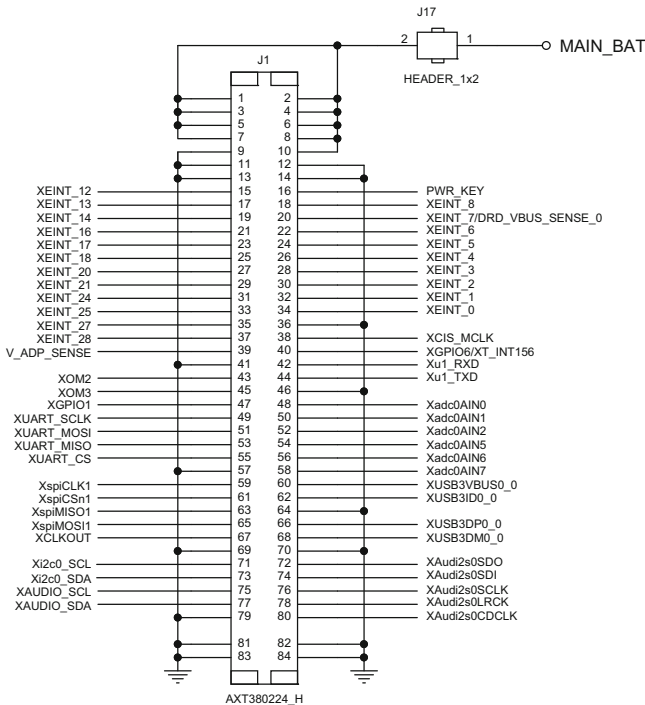 J17
2 1 MAIN_BAT
HEADER_1x2
J1
1 2
3 4
5 6
7 8
9 10
11 12
13 14
XEINT_12 15 16 PWR_KEY
XEINT_13 17 18 XEINT_8
XEINT_14 19 20 XEINT_7/DRD_VBUS_SENSE_0
XEINT_16 21 22 XEINT_6
XEINT_17 23 24 XEINT_5
XEINT_18 25 26 XEINT_4
XEINT_20 27 28 XEINT_3
XEINT_21 29 30 XEINT_2
XEINT_24 31 32 XEINT_1
XEINT_25 33 34 XEINT_0
XEINT_27 35 36
XEINT_28 37 38 XCIS_MCLK
V_ADP_SENSE 39 40 XGPIO6/XT_INT156
41 42 Xu1_RXD
XOM2 43 44 Xu1_TXD
XOM3 45 46
XGPIO1 47 48 Xadc0AIN0
XUART_SCLK 49 50 Xadc0AIN1
XUART_MOSI 51 52 Xadc0AIN2
XUART_MISO 53 54 Xadc0AIN5
XUART_CS 55 56 Xadc0AIN6
57 58 Xadc0AIN7
XspiCLK1 59 60 XUSB3VBUS0_0
XspiCSn1 61 62 XUSB3ID0_0
XspiMISO1 63 64
XspiMOSI1 65 66 XUSB3DP0_0
XCLKOUT 67 68 XUSB3DM0_0
69 70
Xi2c0_SCL 71 72 XAudi2s0SDO
Xi2c0_SDA 73 74 XAudi2s0SDI
XAUDIO_SCL 75 76 XAudi2s0SCLK
XAUDIO_SDA 77 78 XAudi2s0LRCK
79 80 XAudi2s0CDCLK
81 82
83 84
AXT380224_H